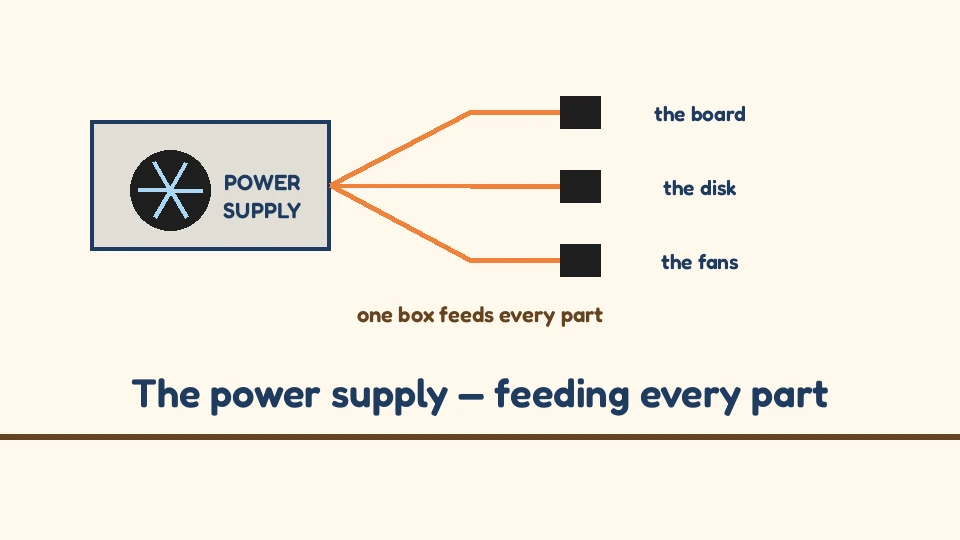 POWER
SUPPLY
the board
the disk
the fans
one box feeds every part
The power supply — feeding every part